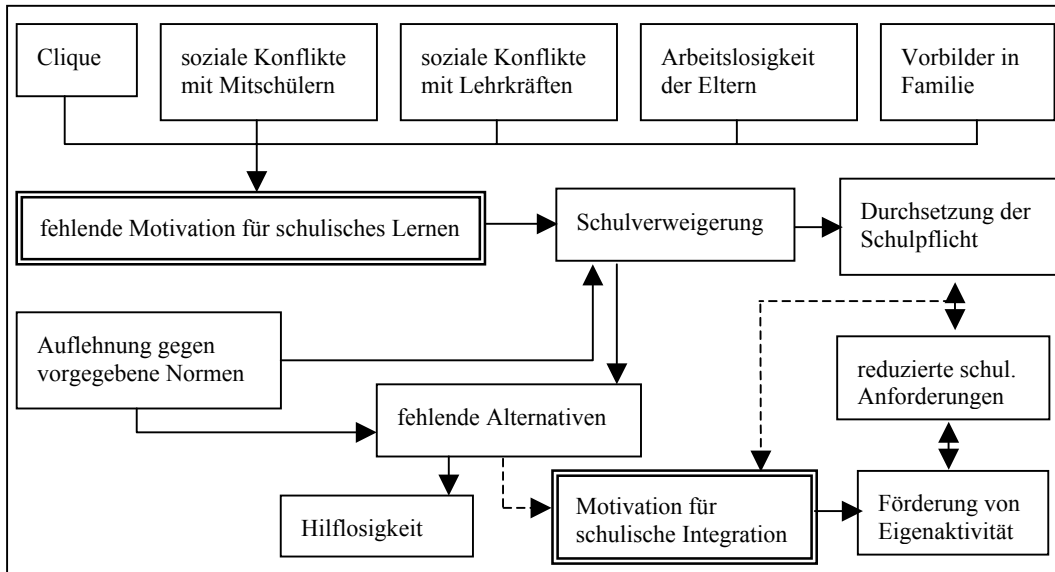 Clique
soziale Konflikte
mit Mitschülern
soziale Konflikte
mit Lehrkräften
Arbeitslosigkeit
der Eltern
Vorbilder in
Familie
fehlende Motivation für schulisches Lernen
Schulverweigerung
Durchsetzung der
Schulpflicht
Auflehnung gegen
vorgegebene Normen
reduzierte schul.
Anforderungen
fehlende Alternativen
Hilflosigkeit
Motivation für
schulische Integration
Förderung von
Eigenaktivität